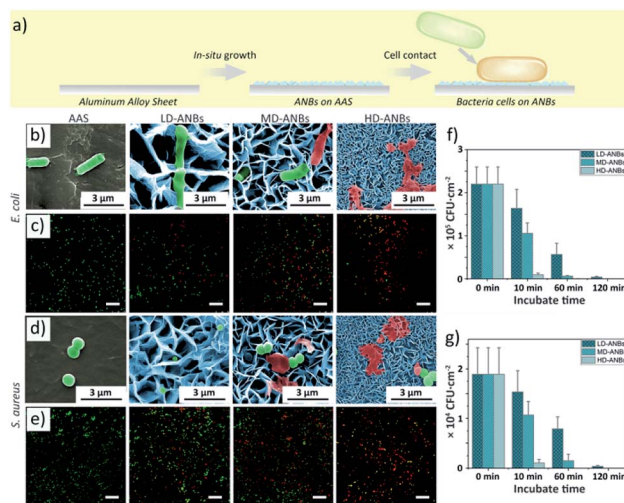 a)
In-situ growth
Cell contact
Aluminum Alloy Sheet
ANBs on AAS
Bacteria cells on ANBs
AAS
LD-ANBs
MD-ANBs
HD-ANBs
E. coli
b)
3 μm
3 μm
3 μm
3 μm
c)
S. aureus
d)
3 μm
3 μm
3 μm
3 μm
e)
f)
LD-ANBs
MD-ANBs
HD-ANBs
× 10⁵ CFU·cm⁻²
3
2
1
0
0 min
10 min
60 min
120 min
Incubate time
g)
LD-ANBs
MD-ANBs
HD-ANBs
2
1
0
0 min
10 min
60 min
120 min
Incubate time